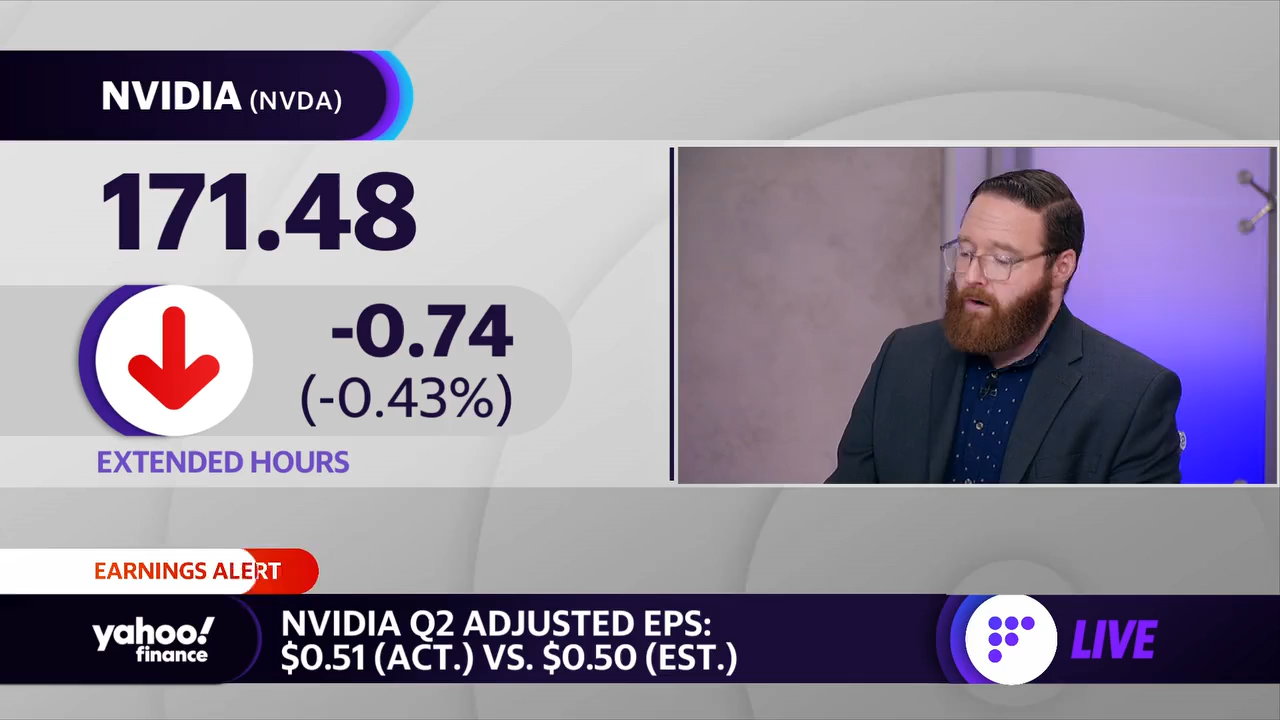 NVIDIA (NVDA)
171.48
-0.74
(-0.43%)
EXTENDED HOURS
EARNINGS ALERT
yahoo!
finance
NVIDIA Q2 ADJUSTED EPS:
$0.51 (ACT.) VS. $0.50 (EST.)
LIVE